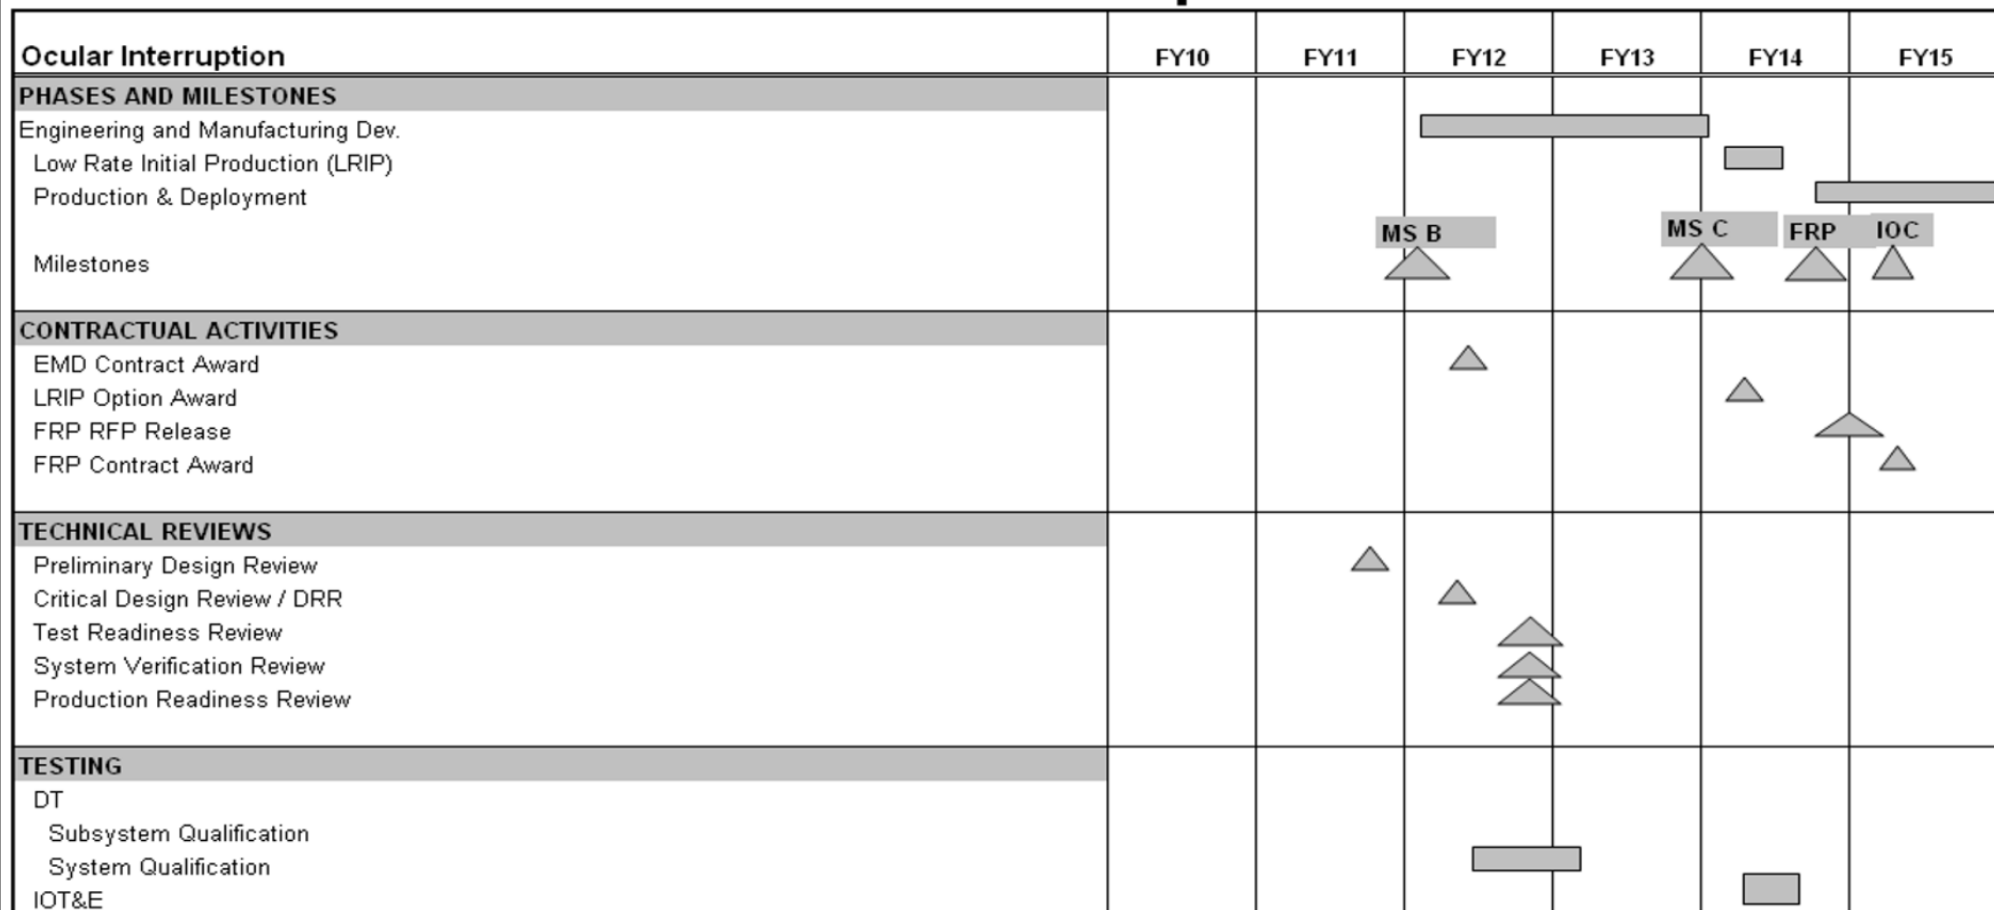 Ocular Interruption FY10 FY11 FY12 FY13 FY14 FY15
PHASES AND MILESTONES
Engineering and Manufacturing Dev.
Low Rate Initial Production (LRIP)
Production & Deployment
MS B MS C FRP IOC
Milestones
CONTRACTUAL ACTIVITIES
EMD Contract Award
LRIP Option Award
FRP RFP Release
FRP Contract Award
TECHNICAL REVIEWS
Preliminary Design Review
Critical Design Review / DRR
Test Readiness Review
System Verification Review
Production Readiness Review
TESTING
DT
Subsystem Qualification
System Qualification
IOT&E